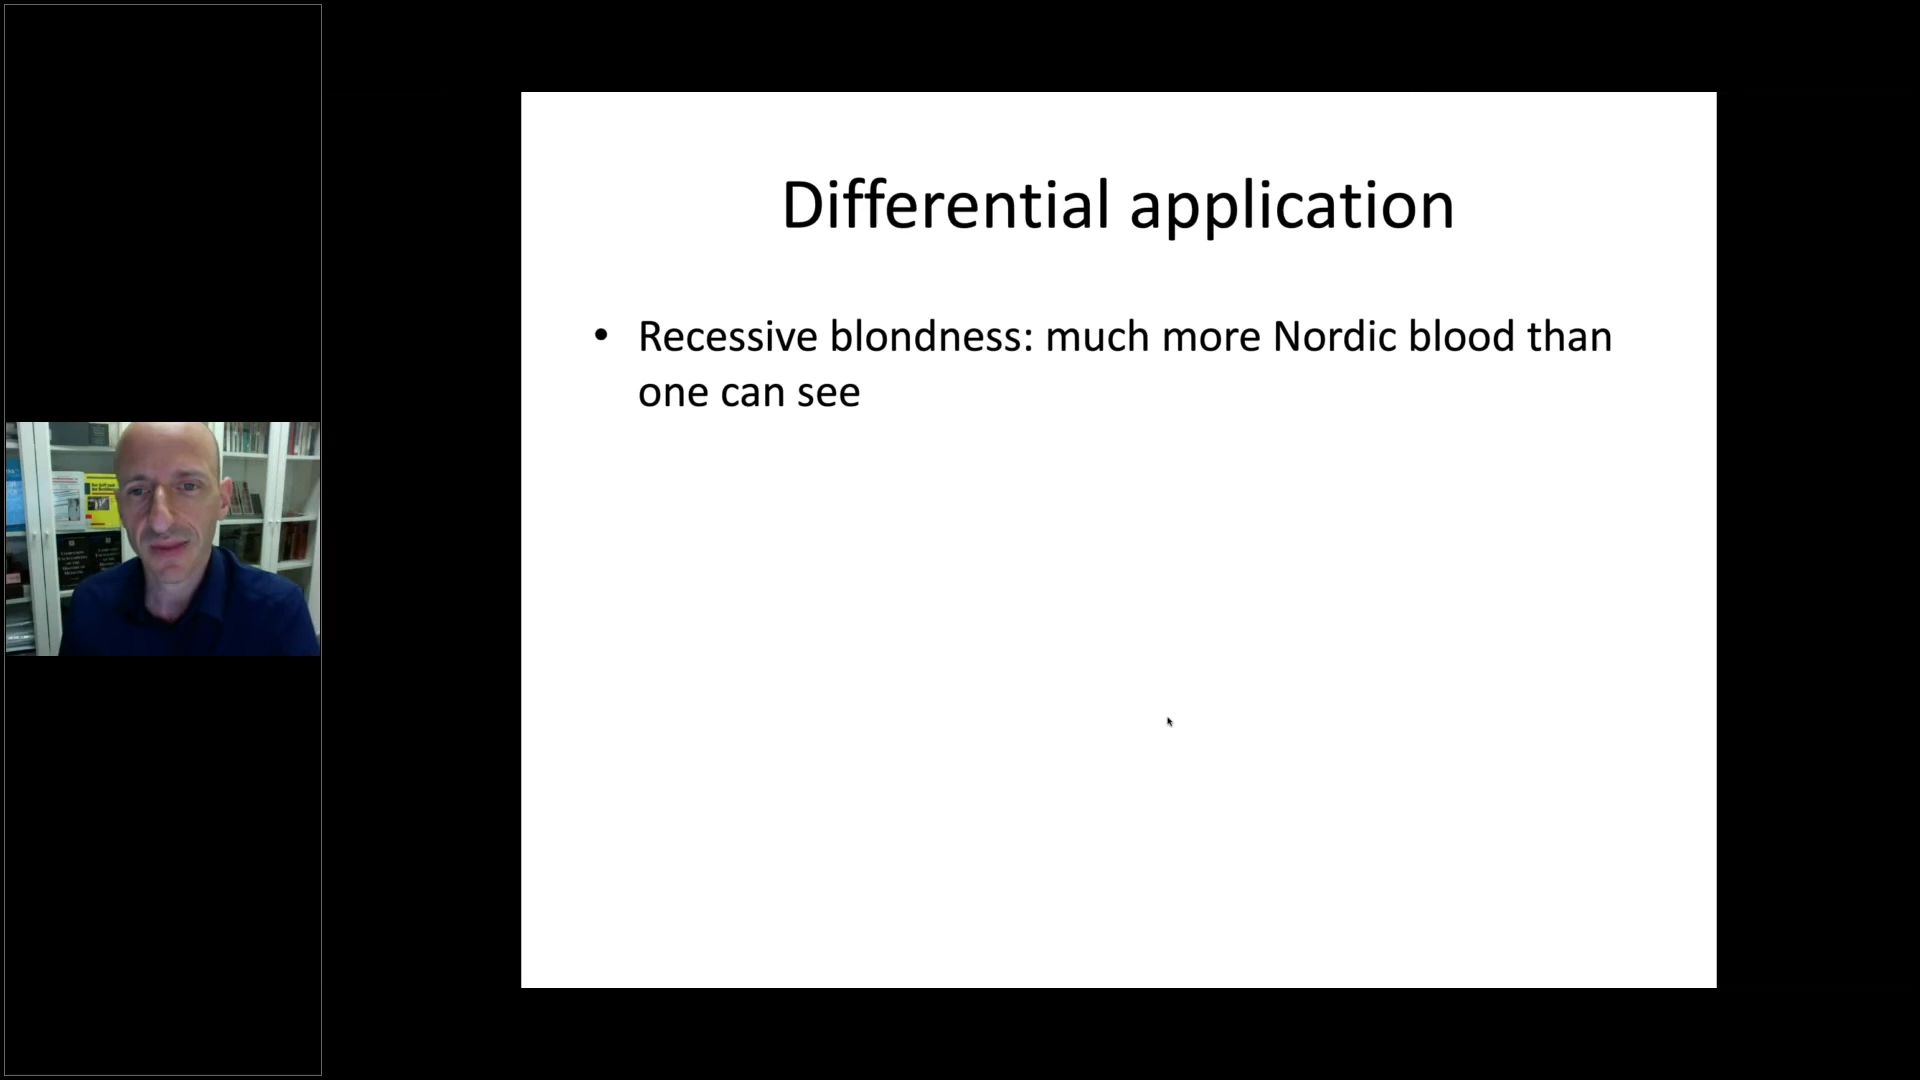 Differential application
• Recessive blondness: much more Nordic blood than
one can see